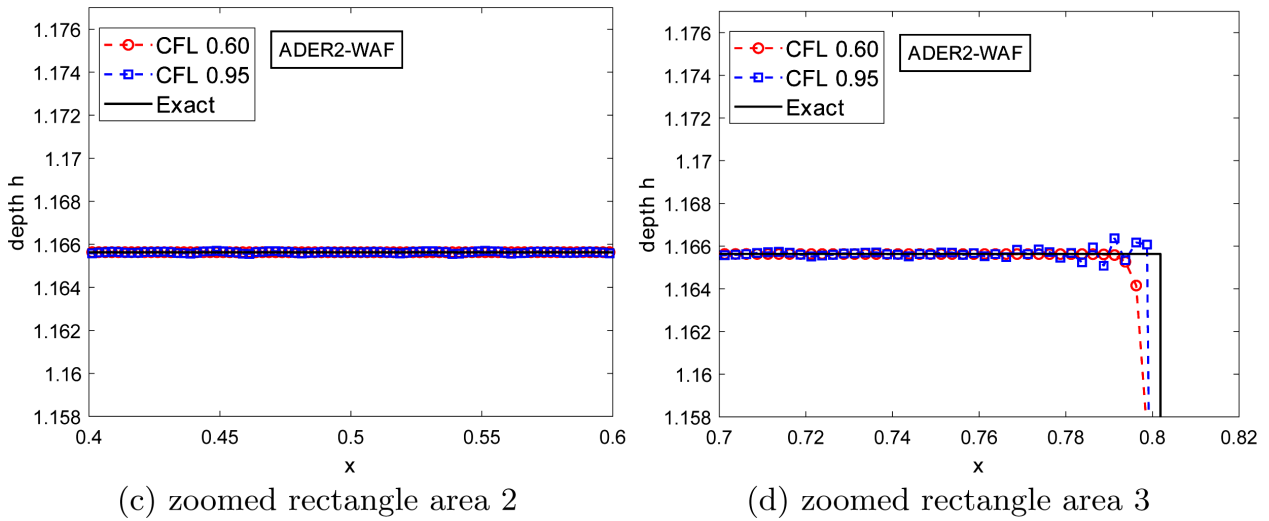 1.176
1.174
1.172
1.17
1.168
1.166
1.164
1.162
1.16
1.158
depth h
CFL 0.60
CFL 0.95
Exact
ADER2-WAF
0.4 0.45 0.5 0.55 0.6
x
(c) zoomed rectangle area 2
1.176
1.174
1.172
1.17
1.168
1.166
1.164
1.162
1.16
1.158
depth h
CFL 0.60
CFL 0.95
Exact
ADER2-WAF
0.7 0.72 0.74 0.76 0.78 0.8 0.82
x
(d) zoomed rectangle area 3